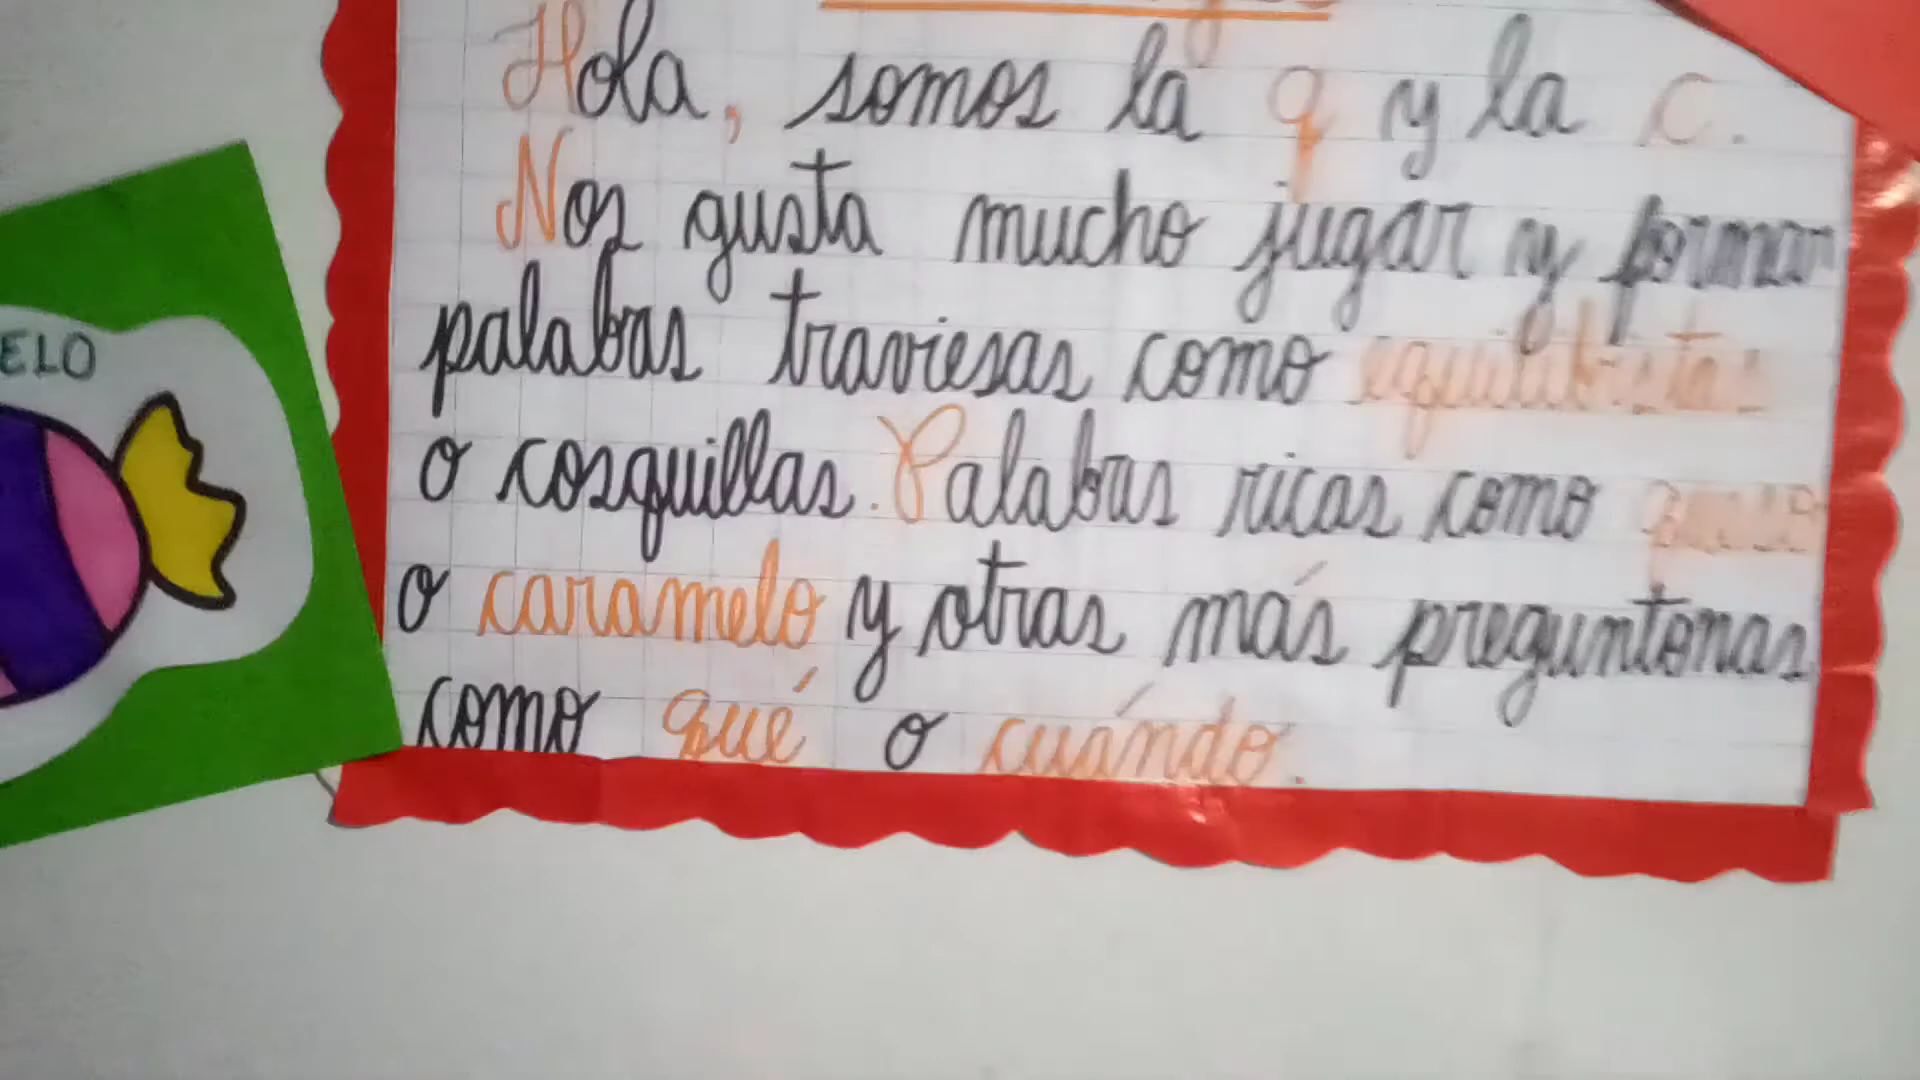 Hola, somos la q y la c.
Nos gusta mucho jugar y formar
palabras traviesas como equilibristas
o cosquillas. Palabras ricas como
o caramelo y otras más preguntonas
como qué o cuándo.
ELO